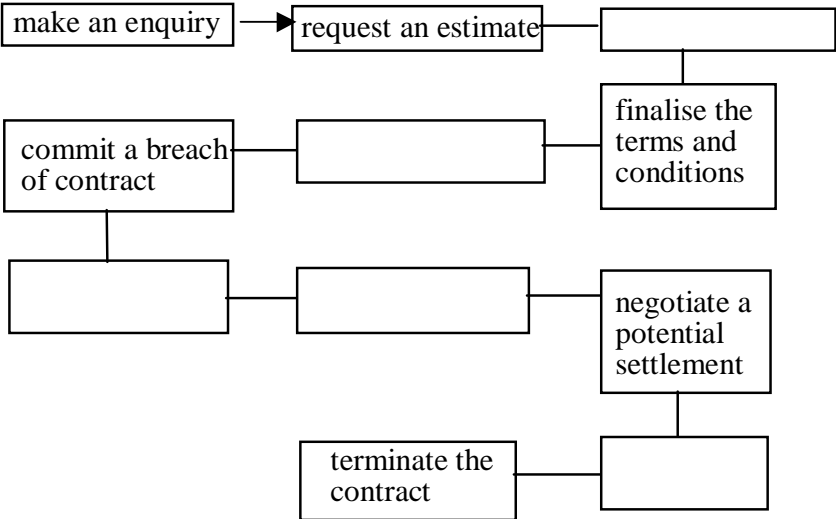 make an enquiry
request an estimate
finalise the
terms and
conditions
commit a breach
of contract
negotiate a
potential
settlement
terminate the
contract